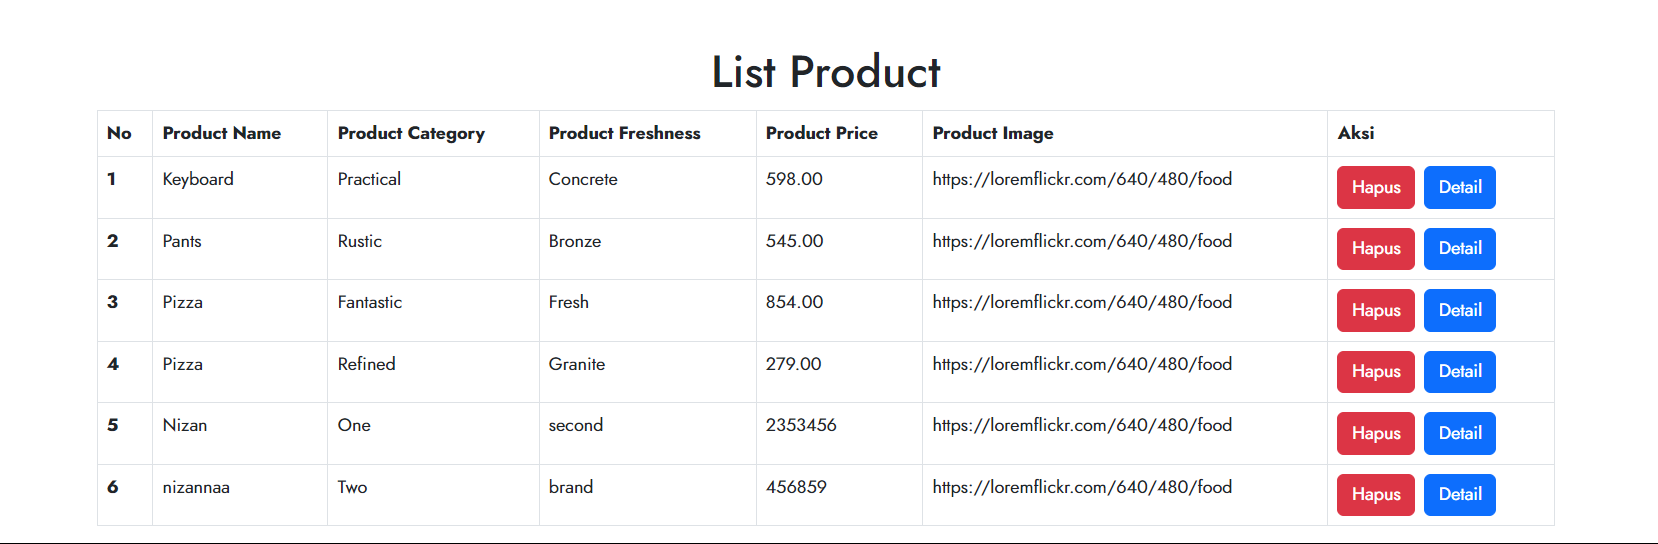 List Product
No Product Name Product Category Product Freshness Product Price Product Image Aksi
1 Keyboard Practical Concrete 598.00 https://loremflickr.com/640/480/food Hapus Detail
2 Pants Rustic Bronze 545.00 https://loremflickr.com/640/480/food Hapus Detail
3 Pizza Fantastic Fresh 854.00 https://loremflickr.com/640/480/food Hapus Detail
4 Pizza Refined Granite 279.00 https://loremflickr.com/640/480/food Hapus Detail
5 Nizan One second 2353456 https://loremflickr.com/640/480/food Hapus Detail
6 nizannaa Two brand 456859 https://loremflickr.com/640/480/food Hapus Detail